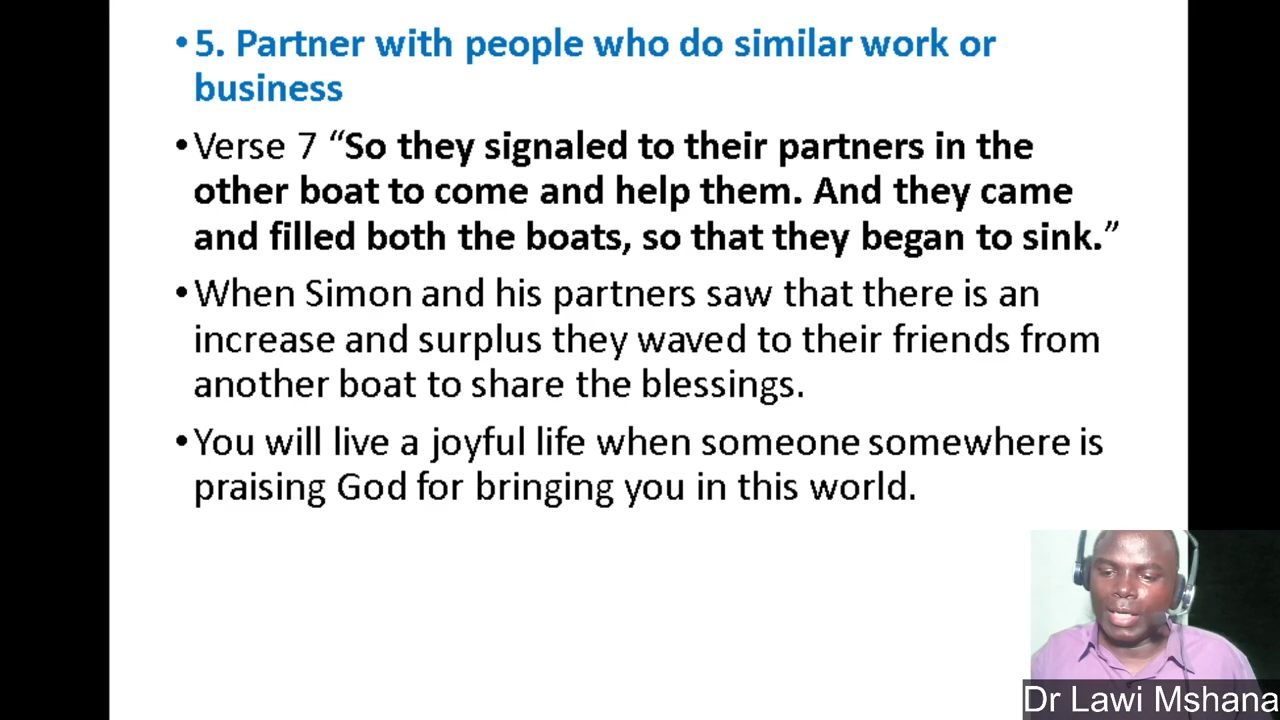 • 5. Partner with people who do similar work or
business
• Verse 7 “So they signaled to their partners in the
other boat to come and help them. And they came
and filled both the boats, so that they began to sink.”
• When Simon and his partners saw that there is an
increase and surplus they waved to their friends from
another boat to share the blessings.
• You will live a joyful life when someone somewhere is
praising God for bringing you in this world.
Dr Lawi Mshana